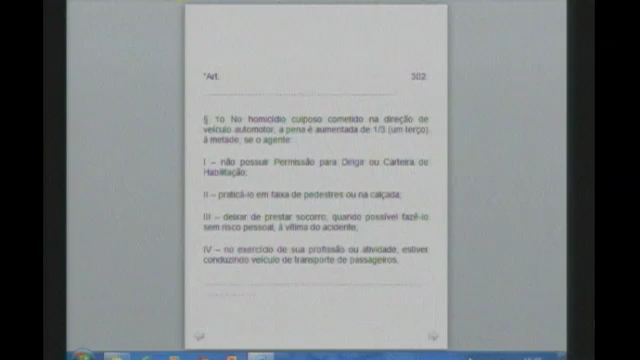 "Art. 302.
§ 1o No homicídio culposo cometido na direção de
veículo automotor, a pena é aumentada de 1/3 (um terço)
à metade, se o agente:
I – não possuir Permissão para Dirigir ou Carteira de
Habilitação;
II – praticá-lo em faixa de pedestres ou na calçada;
III – deixar de prestar socorro, quando possível fazê-lo
sem risco pessoal, à vítima do acidente;
IV – no exercício de sua profissão ou atividade, estiver
conduzindo veículo de transporte de passageiros.